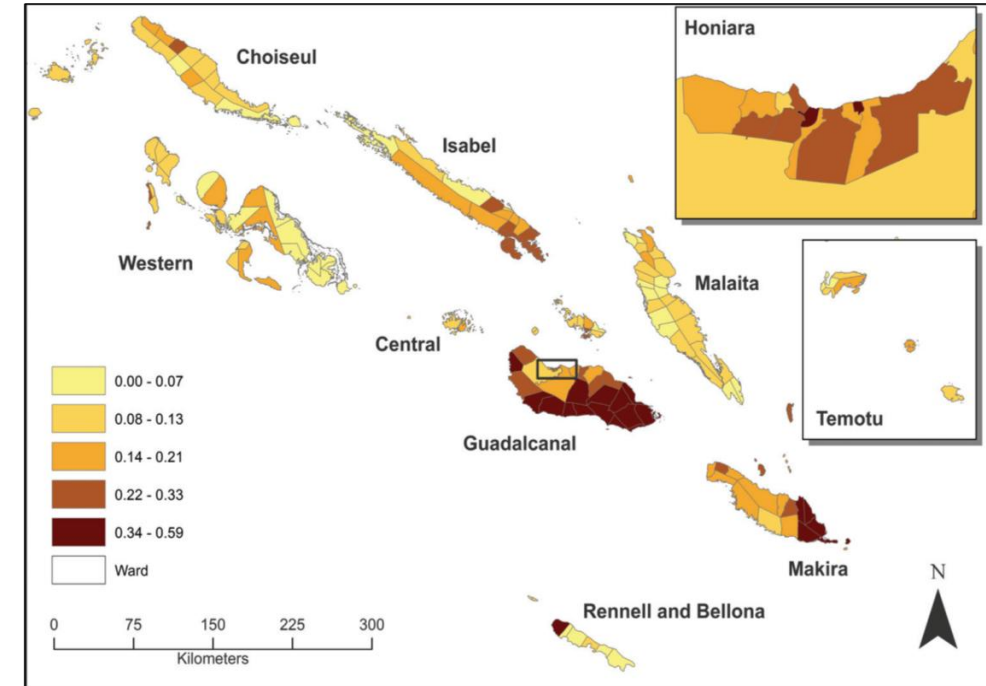 Choiseul
Honiara
Isabel
Western
Malaita
Central
Temotu
Guadalcanal
0.00 - 0.07
0.08 - 0.13
0.14 - 0.21
0.22 - 0.33
0.34 - 0.59
Ward
Makira
N
Rennell and Bellona
0 75 150 225 300
Kilometers